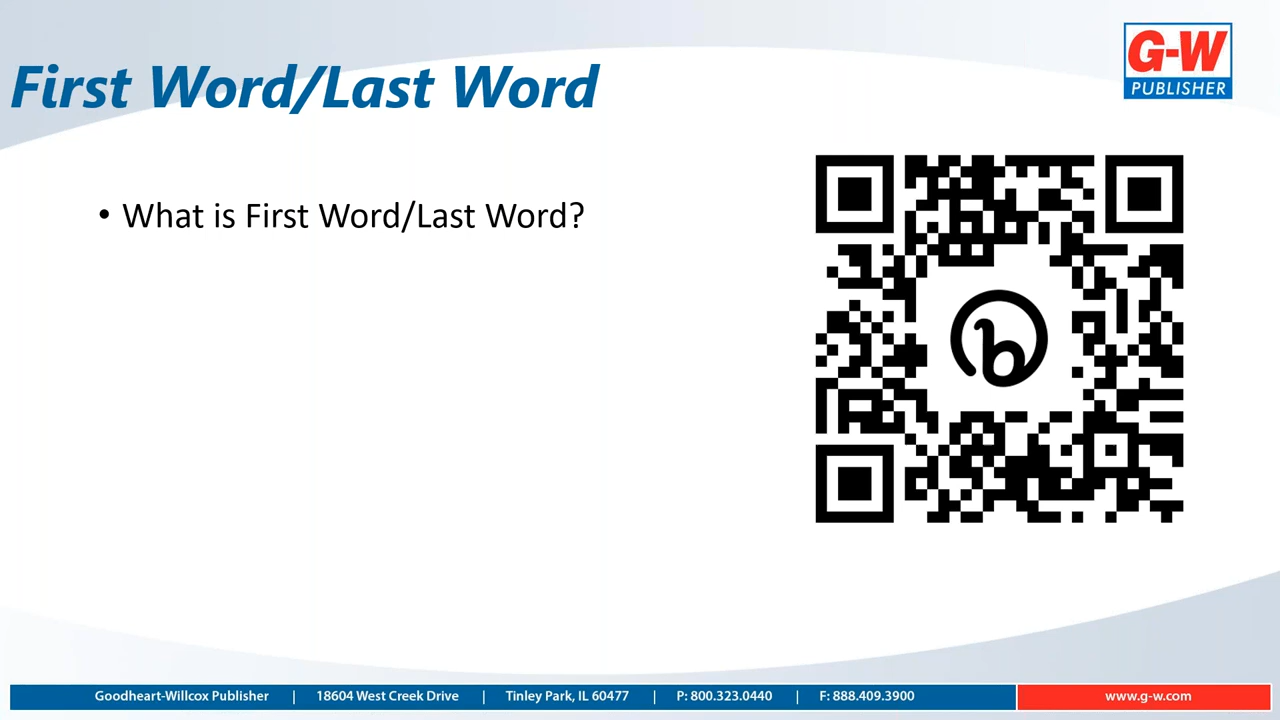 First Word/Last Word
G-W
PUBLISHER
• What is First Word/Last Word?
b
Goodheart-Willcox Publisher | 18604 West Creek Drive | Tinley Park, IL 60477 | P: 800.323.0440 | F: 888.409.3900 www.g-w.com